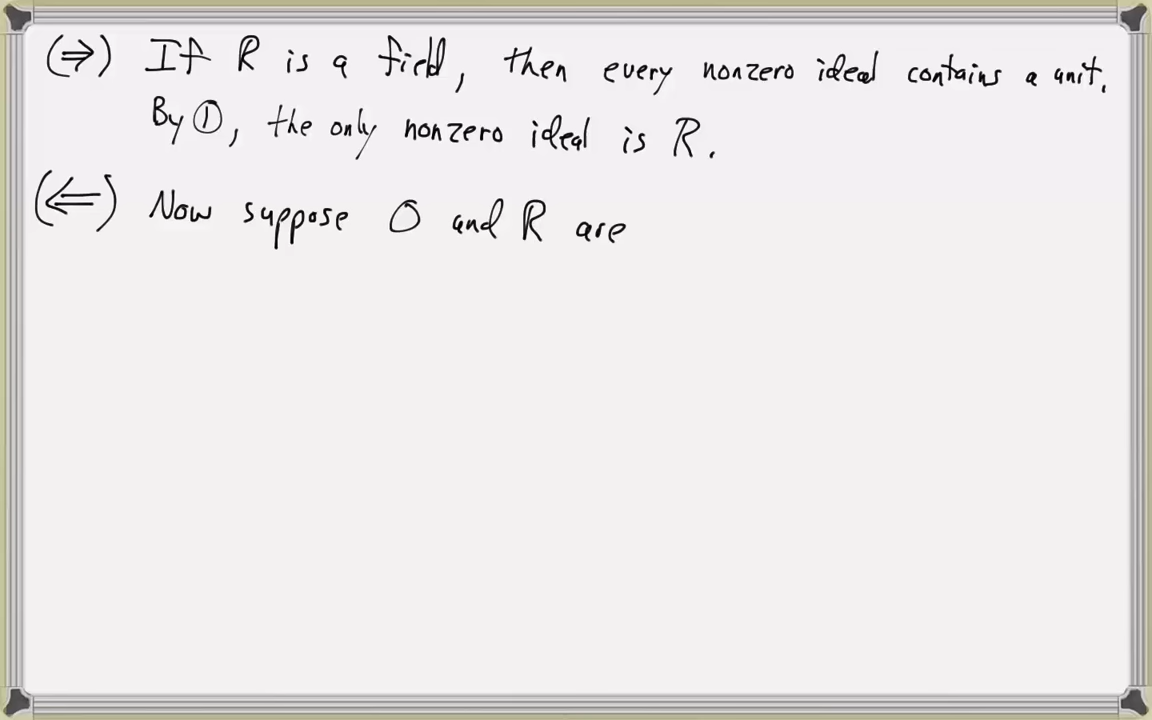 (⇒) If R is a field, then every nonzero ideal contains a unit.
By ①, the only nonzero ideal is R.
(⇐) Now suppose 0 and R are